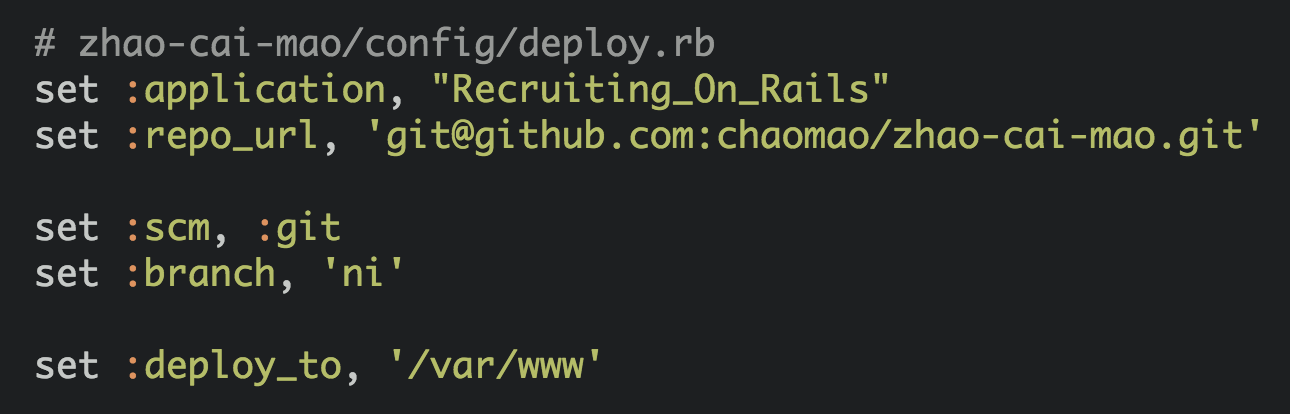 # zhao-cai-mao/config/deploy.rb
set :application, "Recruiting_On_Rails"
set :repo_url, 'git@github.com:chaomao/zhao-cai-mao.git'
set :scm, :git
set :branch, 'ni'
set :deploy_to, '/var/www'